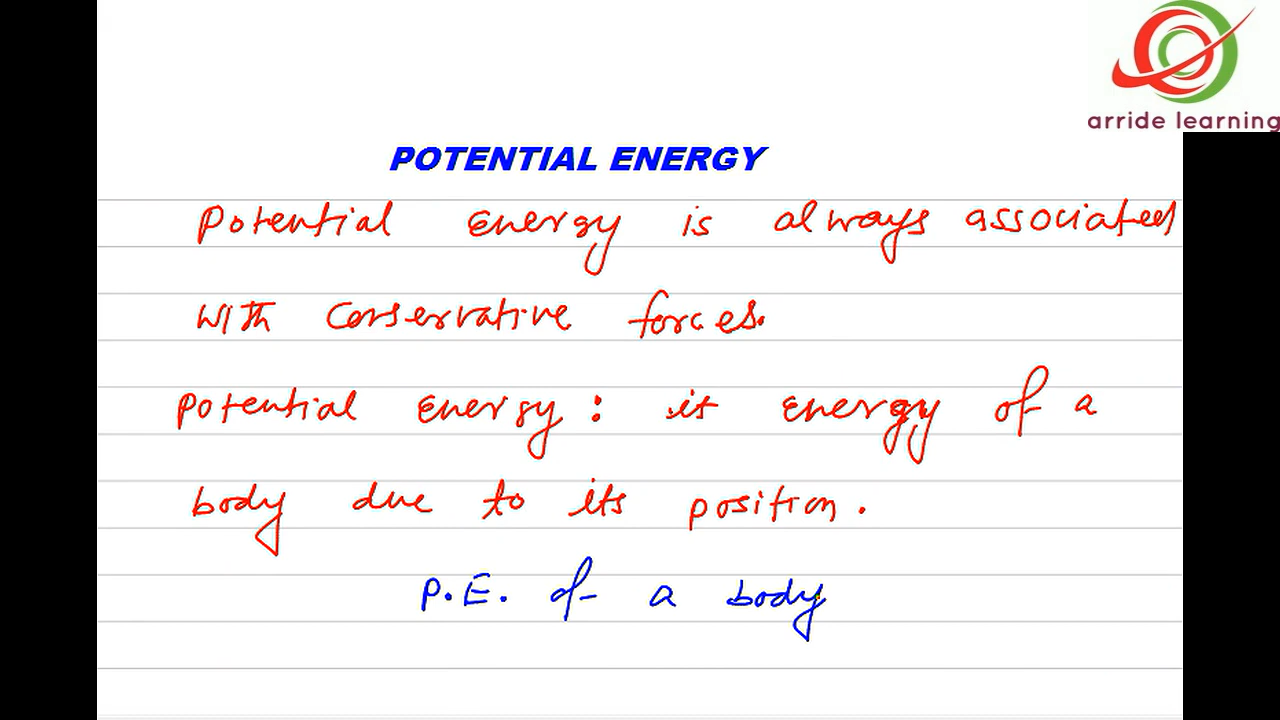 arride learning
POTENTIAL ENERGY
Potential Energy is always associated
with conservative forces.
Potential Energy : it energy of a
body due to its position.
P.E. of a body